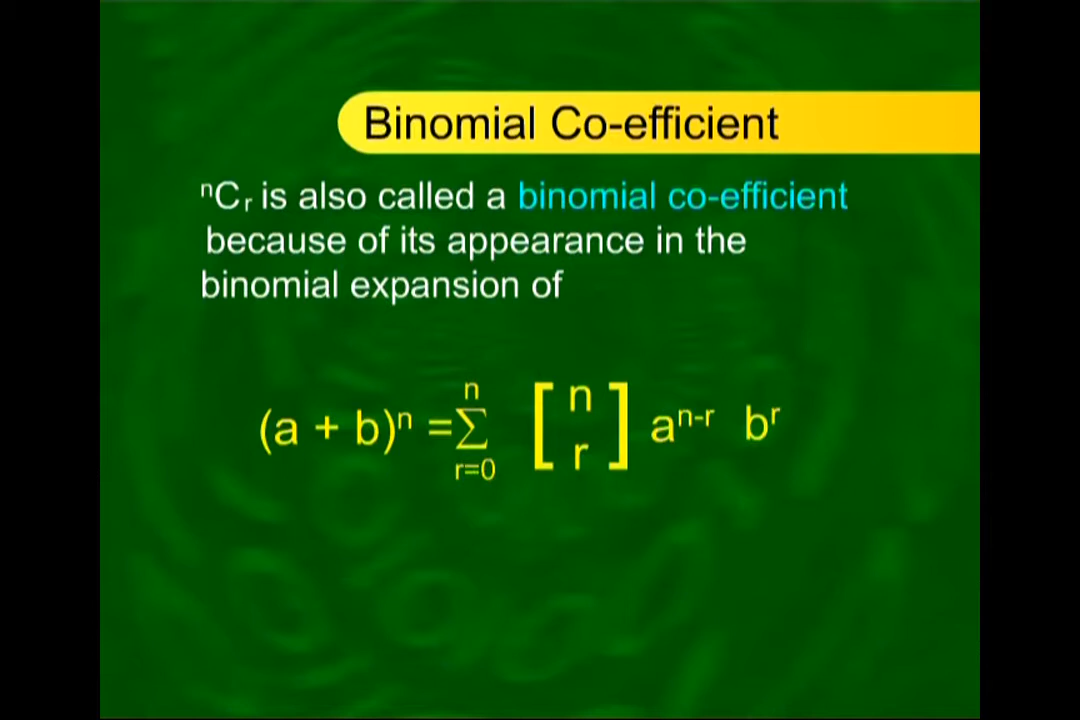 Binomial Co-efficient
ⁿCᵣ is also called a binomial co-efficient
because of its appearance in the
binomial expansion of
n
(a + b)ⁿ =Σ [n r] aⁿ⁻ʳ bʳ
r=0